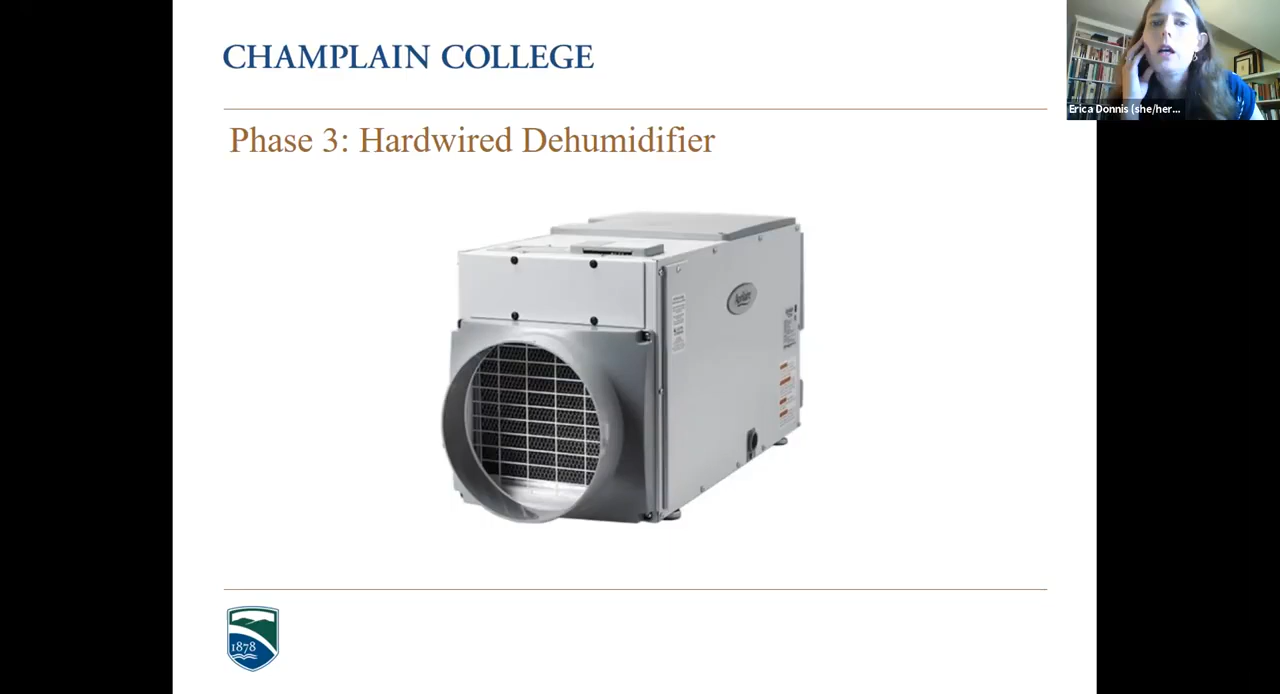 CHAMPLAIN COLLEGE
Erica Donnis (she/her...
Phase 3: Hardwired Dehumidifier
1878